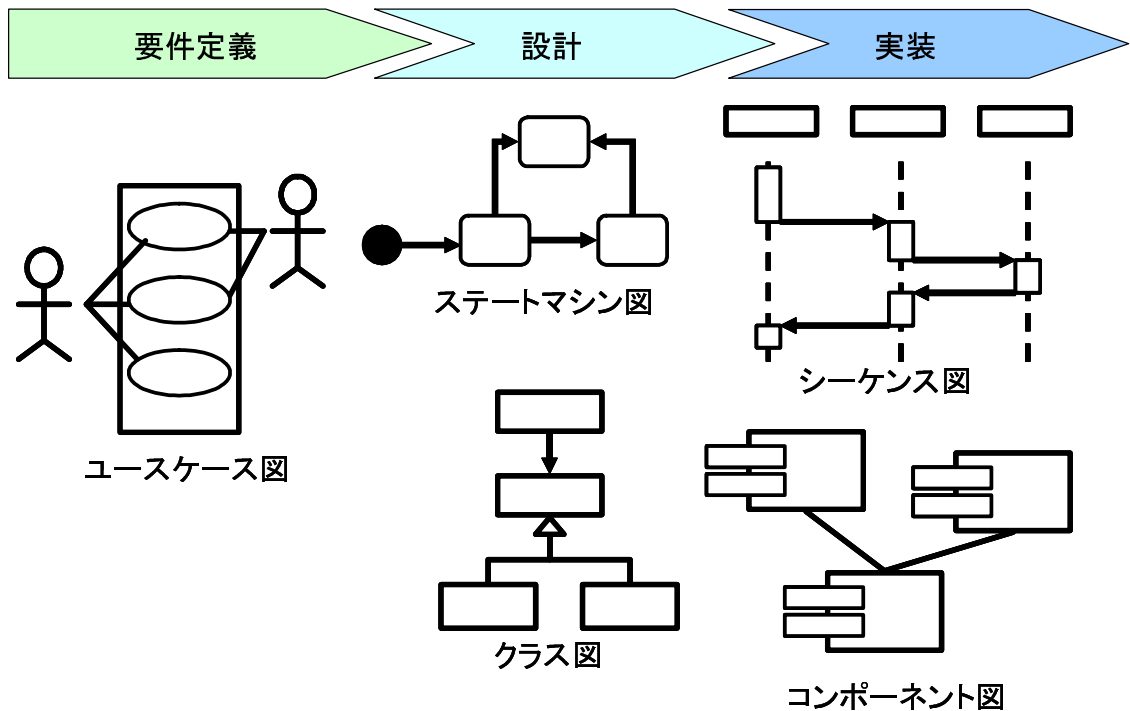 要件定義
設計
実装
ユースケース図
ステートマシン図
クラス図
シーケンス図
コンポーネント図